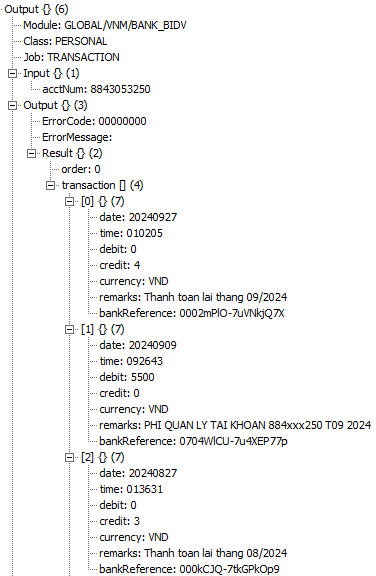 Output {} (6)
Module: GLOBAL/VNM/BANK_BIDV
Class: PERSONAL
Job: TRANSACTION
Input {} (1)
acctNum: 8843053250
Output {} (3)
ErrorCode: 00000000
ErrorMessage:
Result {} (2)
order: 0
transaction [] (4)
[0] {} (7)
date: 20240927
time: 010205
debit: 0
credit: 4
currency: VND
remarks: Thanh toan lai thang 09/2024
bankReference: 0002mPlO-7uVNkjQ7X
[1] {} (7)
date: 20240909
time: 092643
debit: 5500
credit: 0
currency: VND
remarks: PHI QUAN LY TAI KHOAN 884xxx250 T09 2024
bankReference: 0704WlCU-7u4XEP77p
[2] {} (7)
date: 20240827
time: 013631
debit: 0
credit: 3
currency: VND
remarks: Thanh toan lai thang 08/2024
bankReference: 000kCJQ-7tkGPkOp9